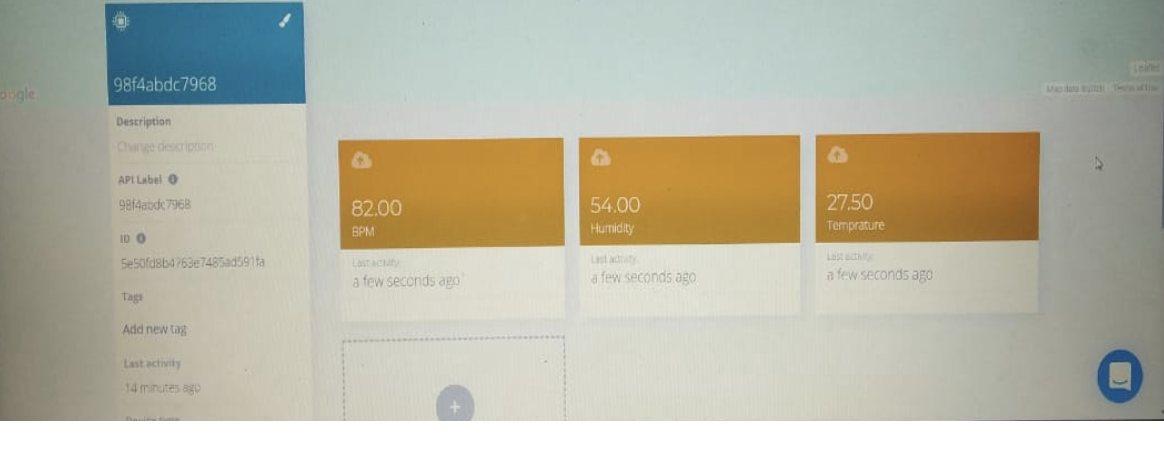 98f4abdc7968
Description
Change description
API Label
98f4abdc7968
ID
5e50fd8b4763e7485ad591fa
Tags
Add new tag
Last activity
14 minutes ago
82.00
BPM
Last activity
a few seconds ago
54.00
Humidity
Last activity
a few seconds ago
27.50
Temprature
Last activity
a few seconds ago
Leaflet
Map data ©2020 Terms of Use